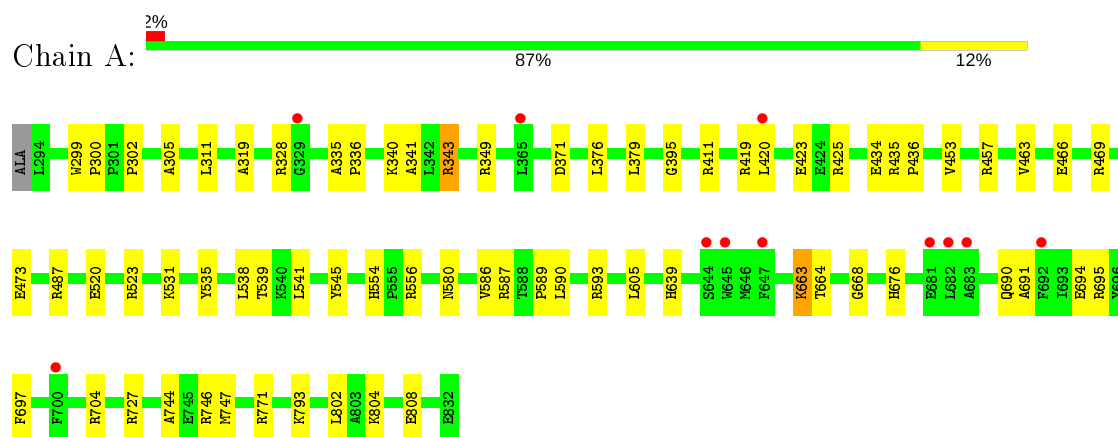 2%
Chain A:
87% 12%
ALA L294 W299 P300 P301 P302 A305 L311 A319 R328 G329 A335 P336 K340 A341 L342 R343 R349 L365 D371 L376 L379 G395 R411 R419 L420 E423 E424 R425 E434 R435 P436 V453 R457 V463 E466 R469
E473 R487 E520 R523 K531 Y535 L538 T539 K540 L541 Y545 H554 P555 R556 N580 V586 R587 T588 P589 L590 R593 L605 H639 S644 W645 M646 F647 K663 T664 G668 H676 E681 L682 A683 Q690 A691 F692 I693 E694 R695 Y696
F697 F700 R704 R727 A744 E745 R746 M747 R771 K793 L802 A803 K804 E808 E832